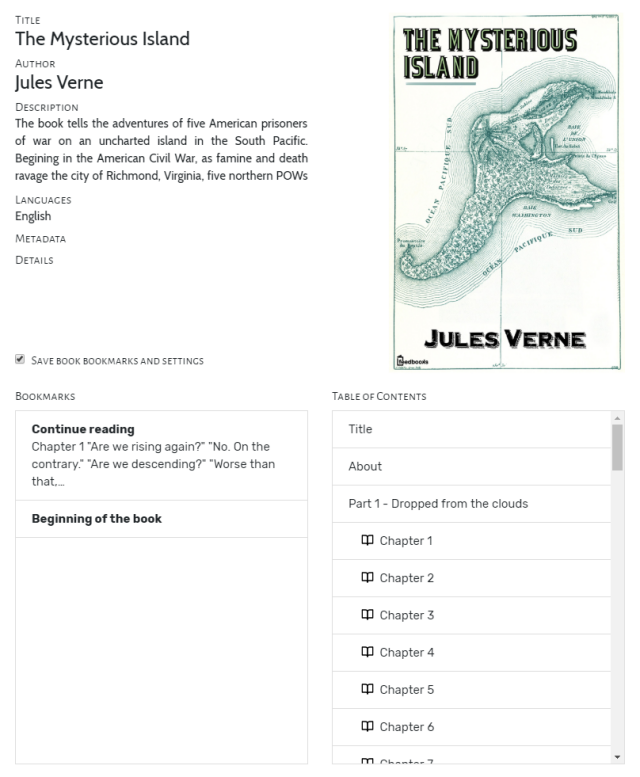 TITLE
The Mysterious Island
AUTHOR
Jules Verne
DESCRIPTION
The book tells the adventures of five American prisoners
of war on an uncharted island in the South Pacific.
Begining in the American Civil War, as famine and death
ravage the city of Richmond, Virginia, five northern POWs
LANGUAGES
English
METADATA
DETAILS
SAVE BOOK BOOKMARKS AND SETTINGS
THE MYSTERIOUS
ISLAND
OCÉAN PACIFIQUE SUD
BAIE
DE
L'UNION
BAIE
WASHINGTON
OCÉAN PACIFIQUE SUD
JULES VERNE
feedbooks
BOOKMARKS
Continue reading
Chapter 1 "Are we rising again?" "No. On the
contrary." "Are we descending?" "Worse than
that,...
Beginning of the book
TABLE OF CONTENTS
Title
About
Part 1 - Dropped from the clouds
Chapter 1
Chapter 2
Chapter 3
Chapter 4
Chapter 5
Chapter 6
Chapter 7